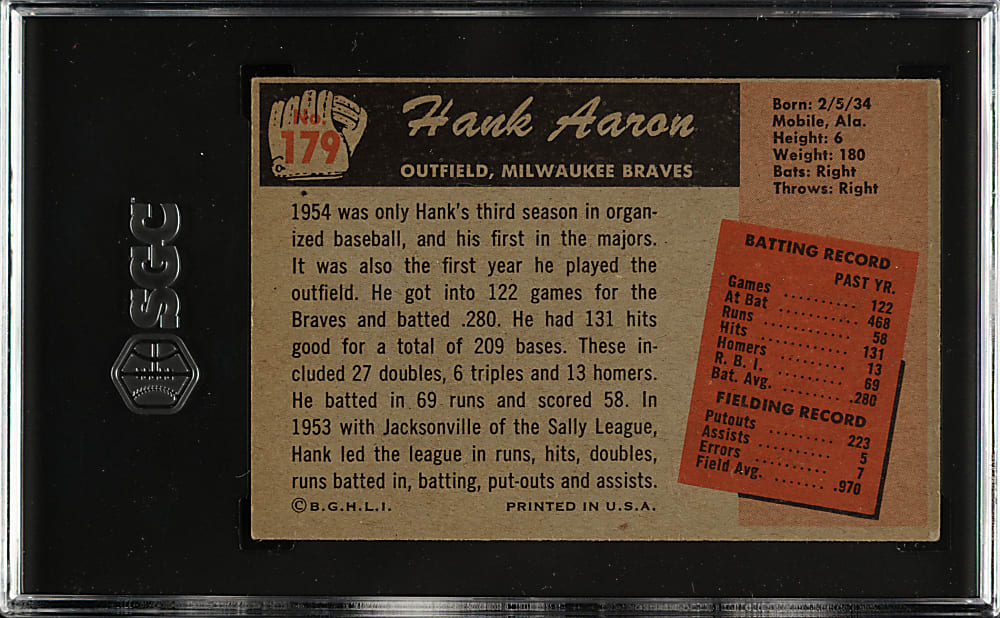 SGC
No.
179
Hank Aaron
OUTFIELD, MILWAUKEE BRAVES
Born: 2/5/34
Mobile, Ala.
Height: 6
Weight: 180
Bats: Right
Throws: Right
1954 was only Hank's third season in organ-
ized baseball, and his first in the majors.
It was also the first year he played the
outfield. He got into 122 games for the
Braves and batted .280. He had 131 hits
good for a total of 209 bases. These in-
cluded 27 doubles, 6 triples and 13 homers.
He batted in 69 runs and scored 58. In
1953 with Jacksonville of the Sally League,
Hank led the league in runs, hits, doubles,
runs batted in, batting, put-outs and assists.
©B.G.H.L.I. PRINTED IN U.S.A.
BATTING RECORD
PAST YR.
Games .......... 122
At Bat .......... 468
Runs .......... 58
Hits .......... 131
Homers .......... 13
R. B. I. .......... 69
Bat. Avg. .......... .280
FIELDING RECORD
Putouts .......... 223
Assists .......... 5
Errors .......... 7
Field Avg. ........ .970